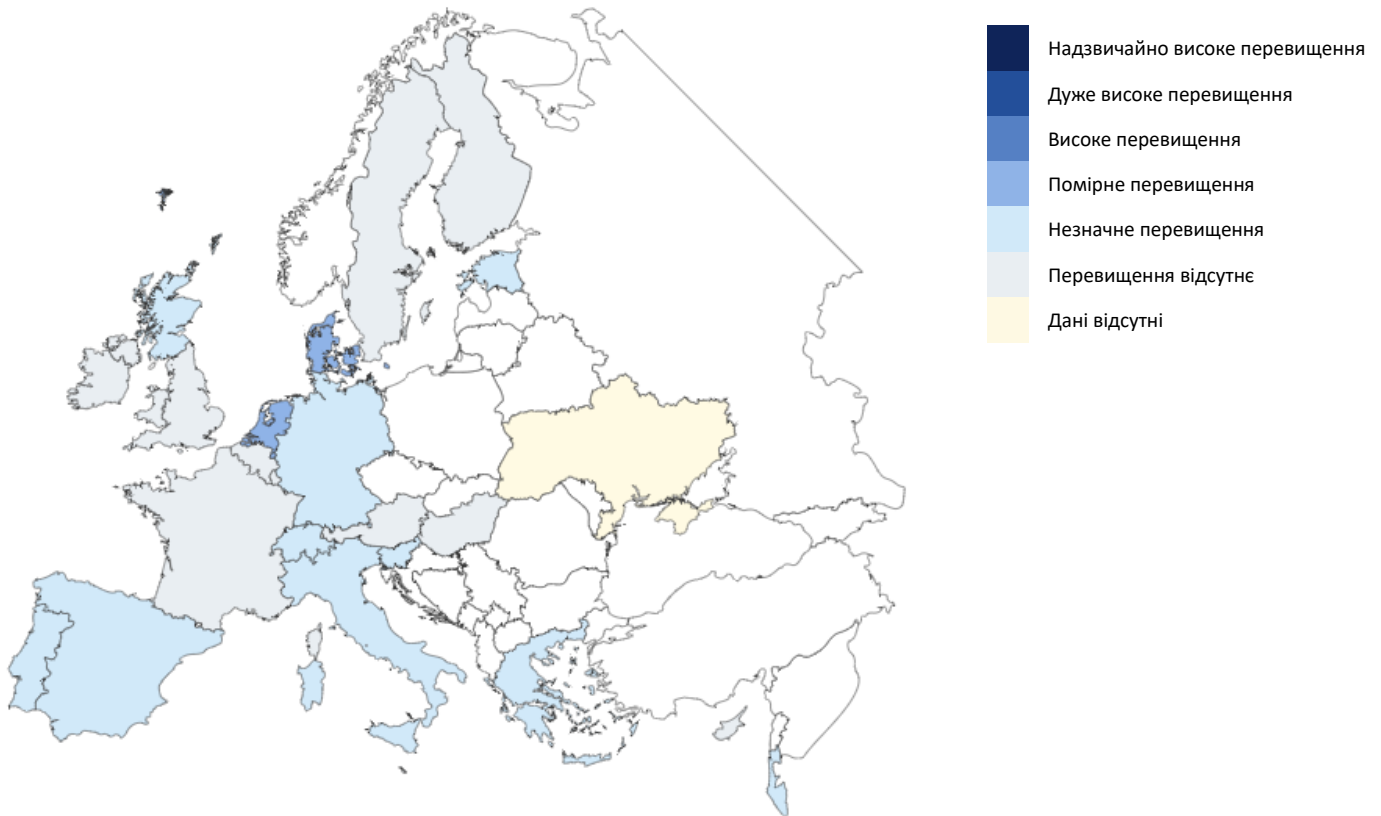 Надзвичайно високе перевищення
Дуже високе перевищення
Високе перевищення
Помірне перевищення
Незначне перевищення
Перевищення відсутнє
Дані відсутні